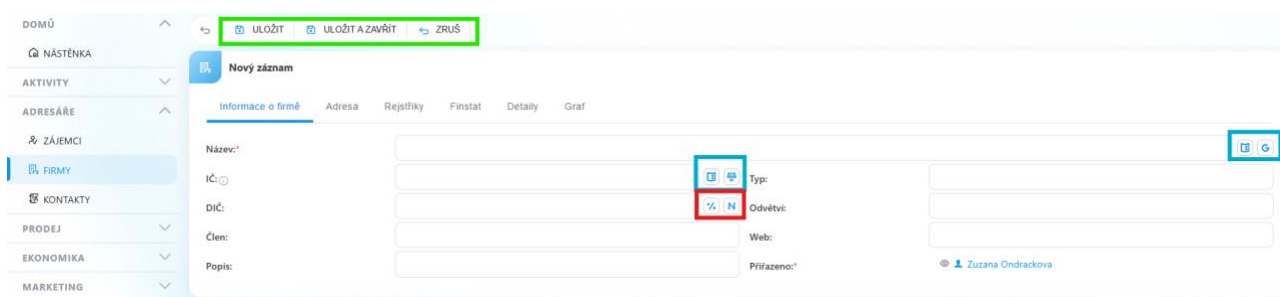 DOMŮ
NÁSTĚNKA
AKTIVITY
ADRESÁŘE
ZÁJEMCI
FIRMY
KONTAKTY
PRODEJ
EKONOMIKA
MARKETING
ULOŽIT ULOŽIT A ZAVŘÍT ZRUŠ
Nový záznam
Informace o firmě Adresa Rejstříky Finstat Detaily Graf
Název:* G
IČ: Typ:
DIČ: % N Odvětví:
Člen: Web:
Popis: Přiřazeno:* Zuzana Ondrackova